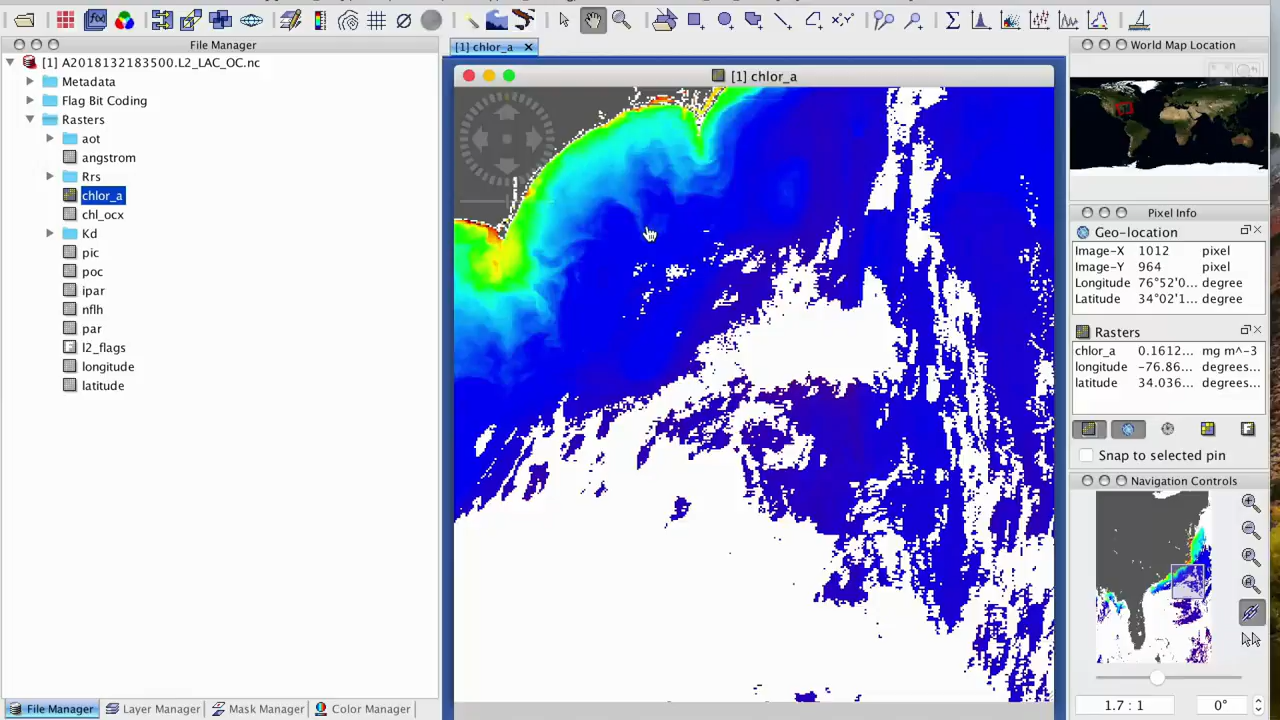 File Manager
[1] A2018132183500.L2_LAC_OC.nc
Metadata
Flag Bit Coding
Rasters
aot
angstrom
Rrs
chlor_a
chl_ocx
Kd
pic
poc
ipar
nflh
par
l2_flags
longitude
latitude
File Manager
Layer Manager
Mask Manager
Color Manager
[1] chlor_a
[1] chlor_a
World Map Location
Pixel Info
Geo-location
Image-X 1012 pixel
Image-Y 964 pixel
Longitude 76°52'0... degree
Latitude 34°02'1... degree
Rasters
chlor_a 0.1612... mg m^-3
longitude -76.86... degrees...
latitude 34.036... degrees...
Snap to selected pin
Navigation Controls
1.7 : 1
0°